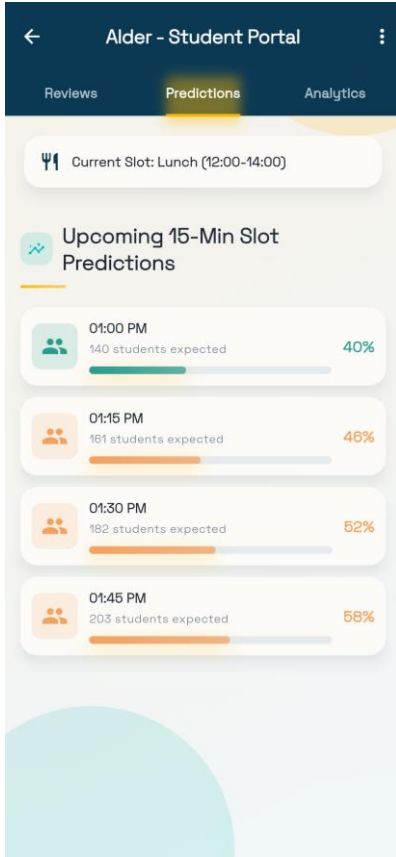 Alder - Student Portal
Reviews
Predictions
Analytics
Current Slot: Lunch (12:00-14:00)
Upcoming 15-Min Slot
Predictions
01:00 PM
140 students expected
40%
01:15 PM
161 students expected
46%
01:30 PM
182 students expected
52%
01:45 PM
203 students expected
58%